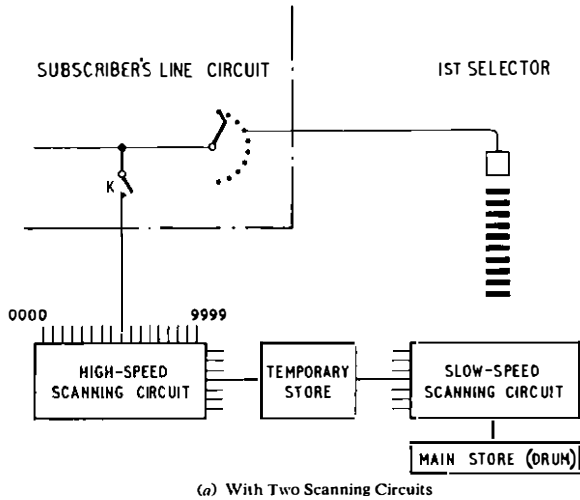 SUBSCRIBER'S LINE CIRCUIT
1ST SELECTOR
K
0000
9999
HIGH-SPEED
SCANNING CIRCUIT
TEMPORARY
STORE
SLOW-SPEED
SCANNING CIRCUIT
MAIN STORE (DRUM)
(a) With Two Scanning Circuits